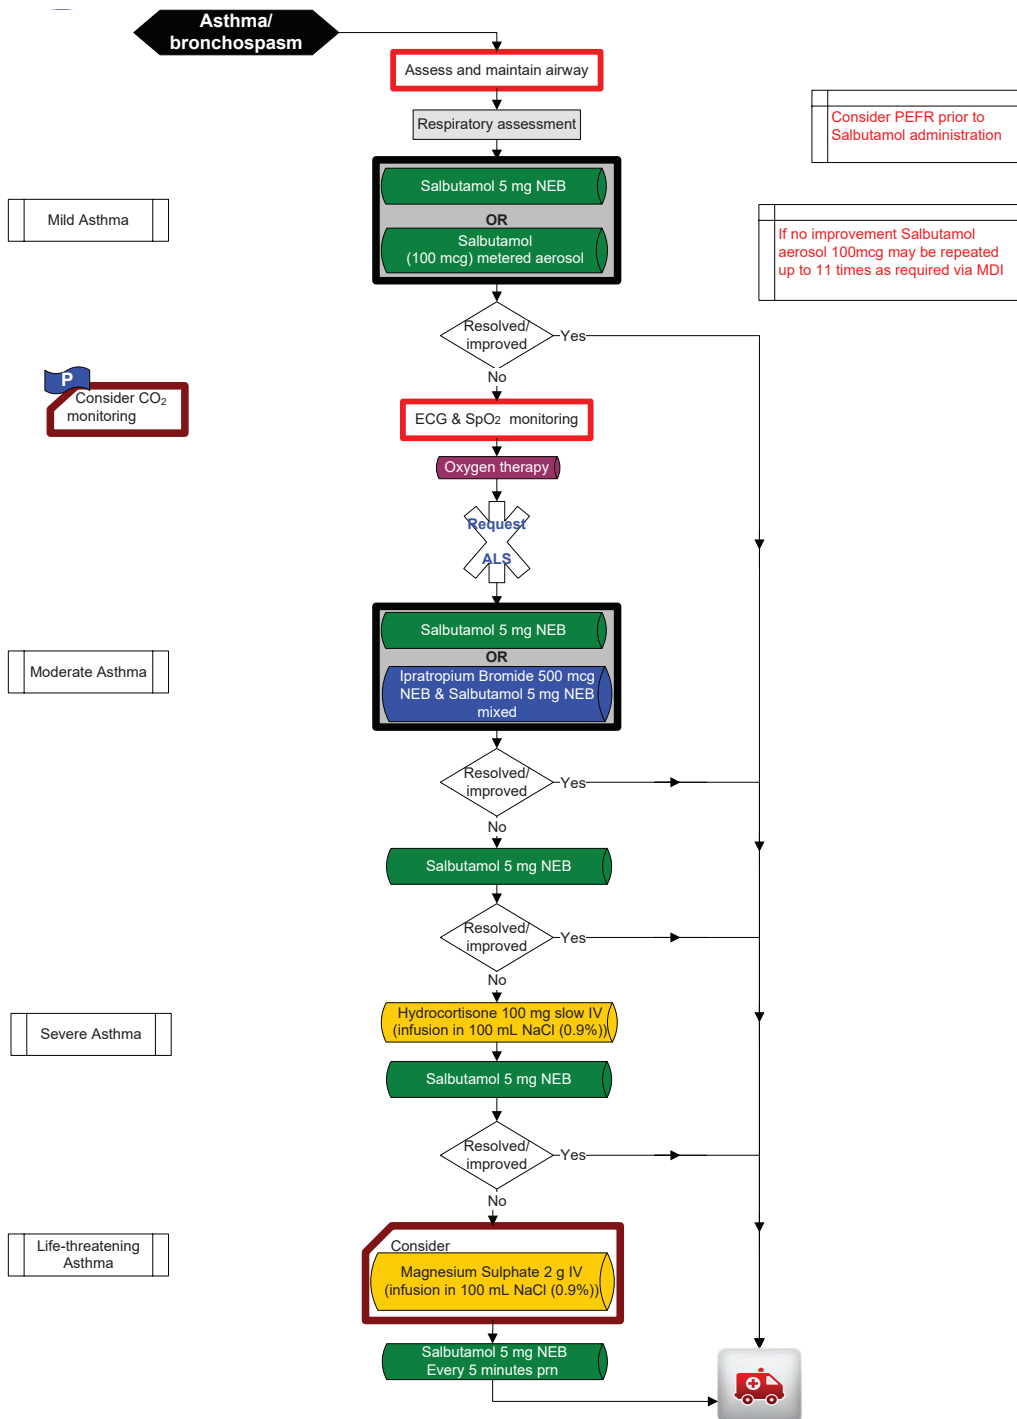 Asthma/
bronchospasm
Assess and maintain airway
Respiratory assessment
Consider PEFR prior to
Salbutamol administration
Salbutamol 5 mg NEB
OR
Salbutamol
(100 mcg) metered aerosol
Mild Asthma
If no improvement Salbutamol
aerosol 100mcg may be repeated
up to 11 times as required via MDI
Resolved/
improved
Yes
No
P
Consider CO₂
monitoring
ECG & SpO₂ monitoring
Oxygen therapy
Request
ALS
Salbutamol 5 mg NEB
OR
Ipratropium Bromide 500 mcg
NEB & Salbutamol 5 mg NEB
mixed
Moderate Asthma
Resolved/
improved
Yes
No
Salbutamol 5 mg NEB
Resolved/
improved
Yes
No
Hydrocortisone 100 mg slow IV
(infusion in 100 mL NaCl (0.9%))
Severe Asthma
Salbutamol 5 mg NEB
Resolved/
improved
Yes
No
Life-threatening
Asthma
Consider
Magnesium Sulphate 2 g IV
(infusion in 100 mL NaCl (0.9%))
Salbutamol 5 mg NEB
Every 5 minutes prn